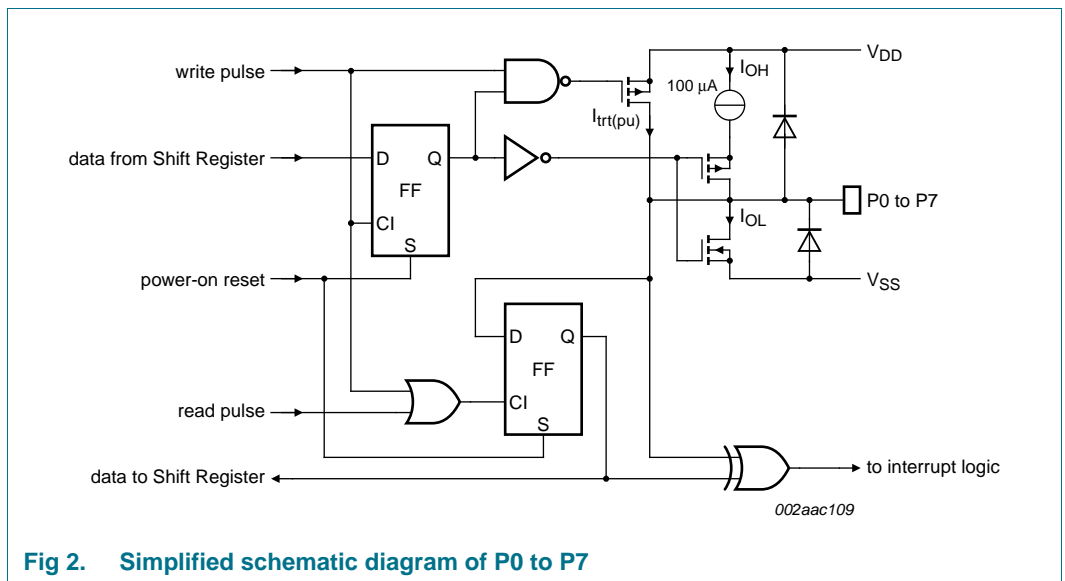 write pulse
V_DD
I_OH
100 μA
I_trt(pu)
data from Shift Register
D
Q
FF
CI
S
P0 to P7
I_OL
power-on reset
V_SS
D
Q
FF
CI
S
read pulse
data to Shift Register
to interrupt logic
002aac109
Fig 2. Simplified schematic diagram of P0 to P7